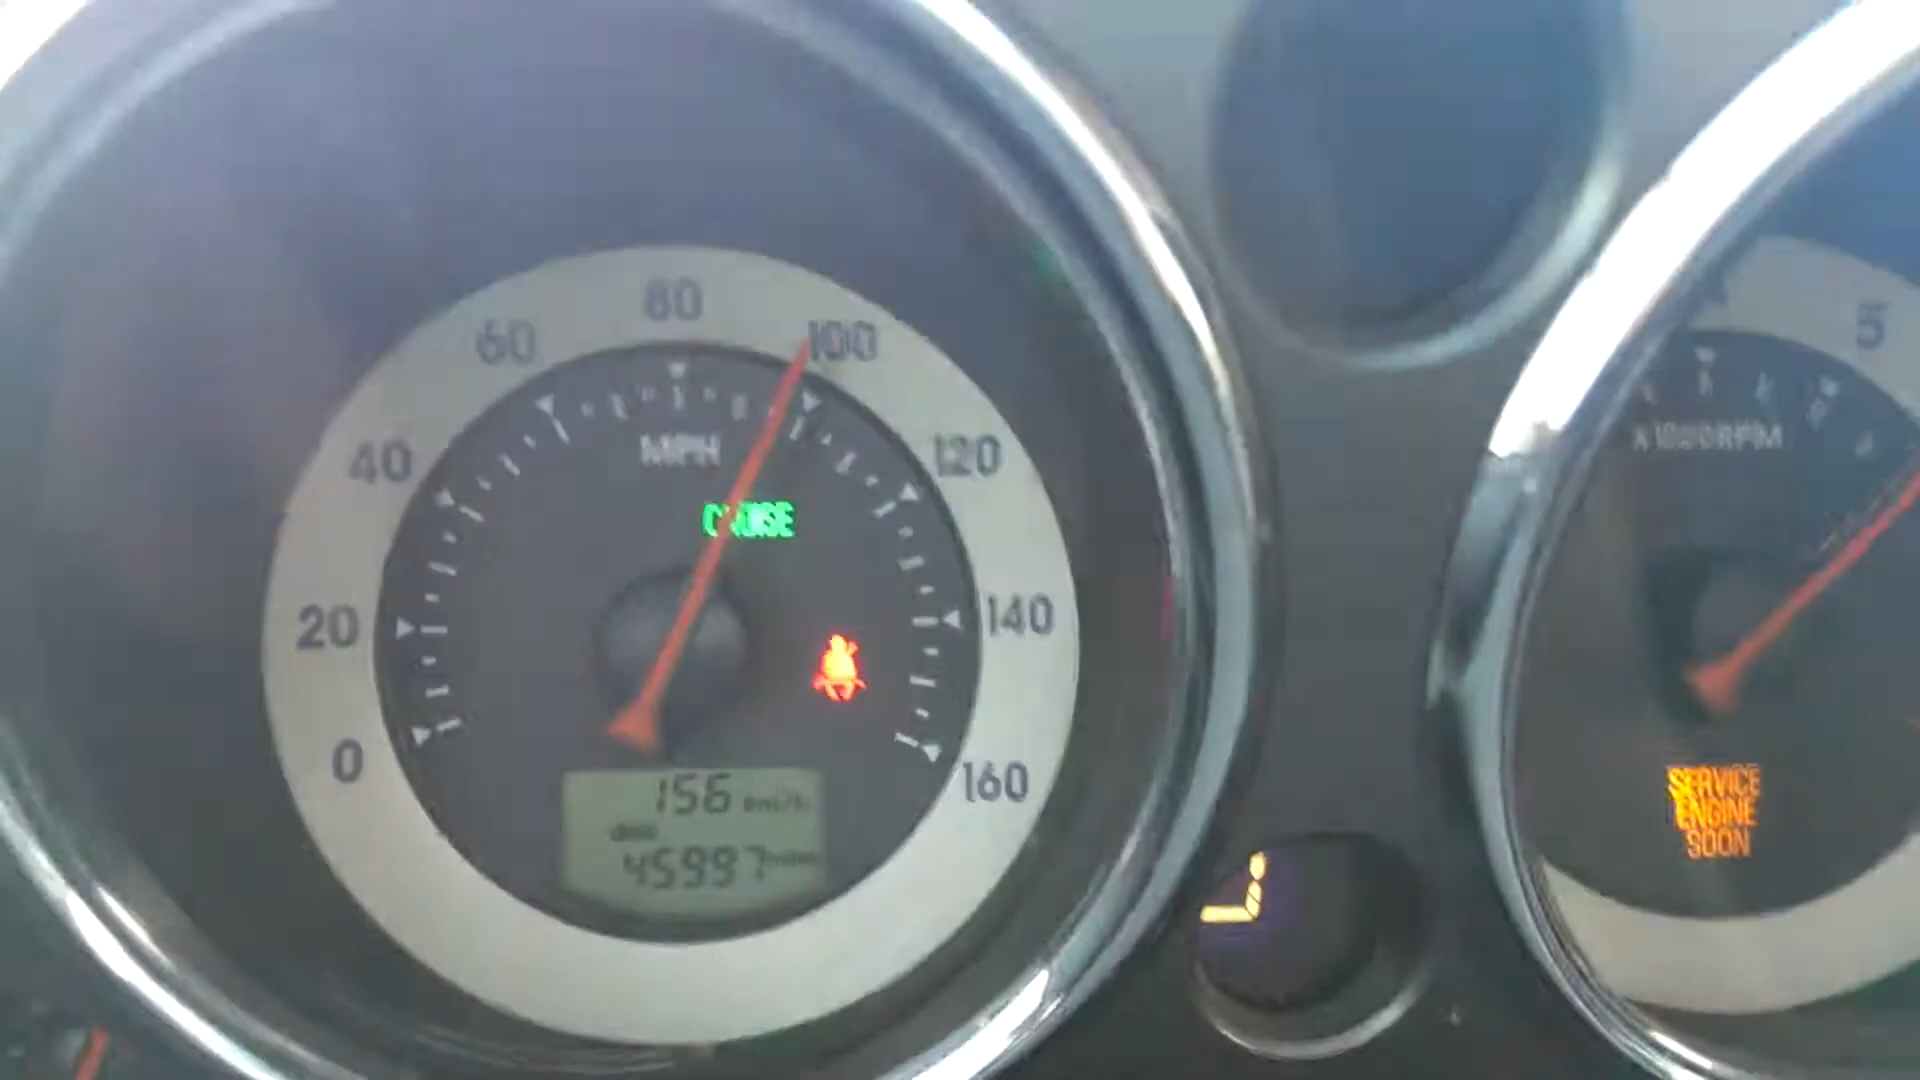 80
60
100
40
MPH
120
CRUISE
20
140
0
160
156 km/h
45997 miles
5
x1000RPM
SERVICE
ENGINE
SOON